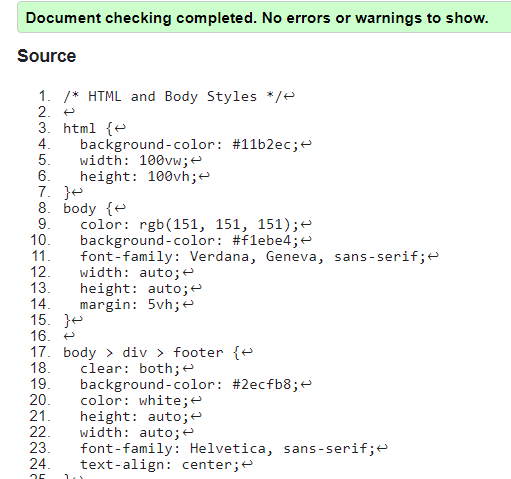 Document checking completed. No errors or warnings to show.
Source
1. /* HTML and Body Styles */↩
2. ↩
3. html {↩
4.   background-color: #11b2ec;↩
5.   width: 100vw;↩
6.   height: 100vh;↩
7. }↩
8. body {↩
9.   color: rgb(151, 151, 151);↩
10.   background-color: #f1ebe4;↩
11.   font-family: Verdana, Geneva, sans-serif;↩
12.   width: auto;↩
13.   height: auto;↩
14.   margin: 5vh;↩
15. }↩
16. ↩
17. body > div > footer {↩
18.   clear: both;↩
19.   background-color: #2ecfb8;↩
20.   color: white;↩
21.   height: auto;↩
22.   width: auto;↩
23.   font-family: Helvetica, sans-serif;↩
24.   text-align: center;↩